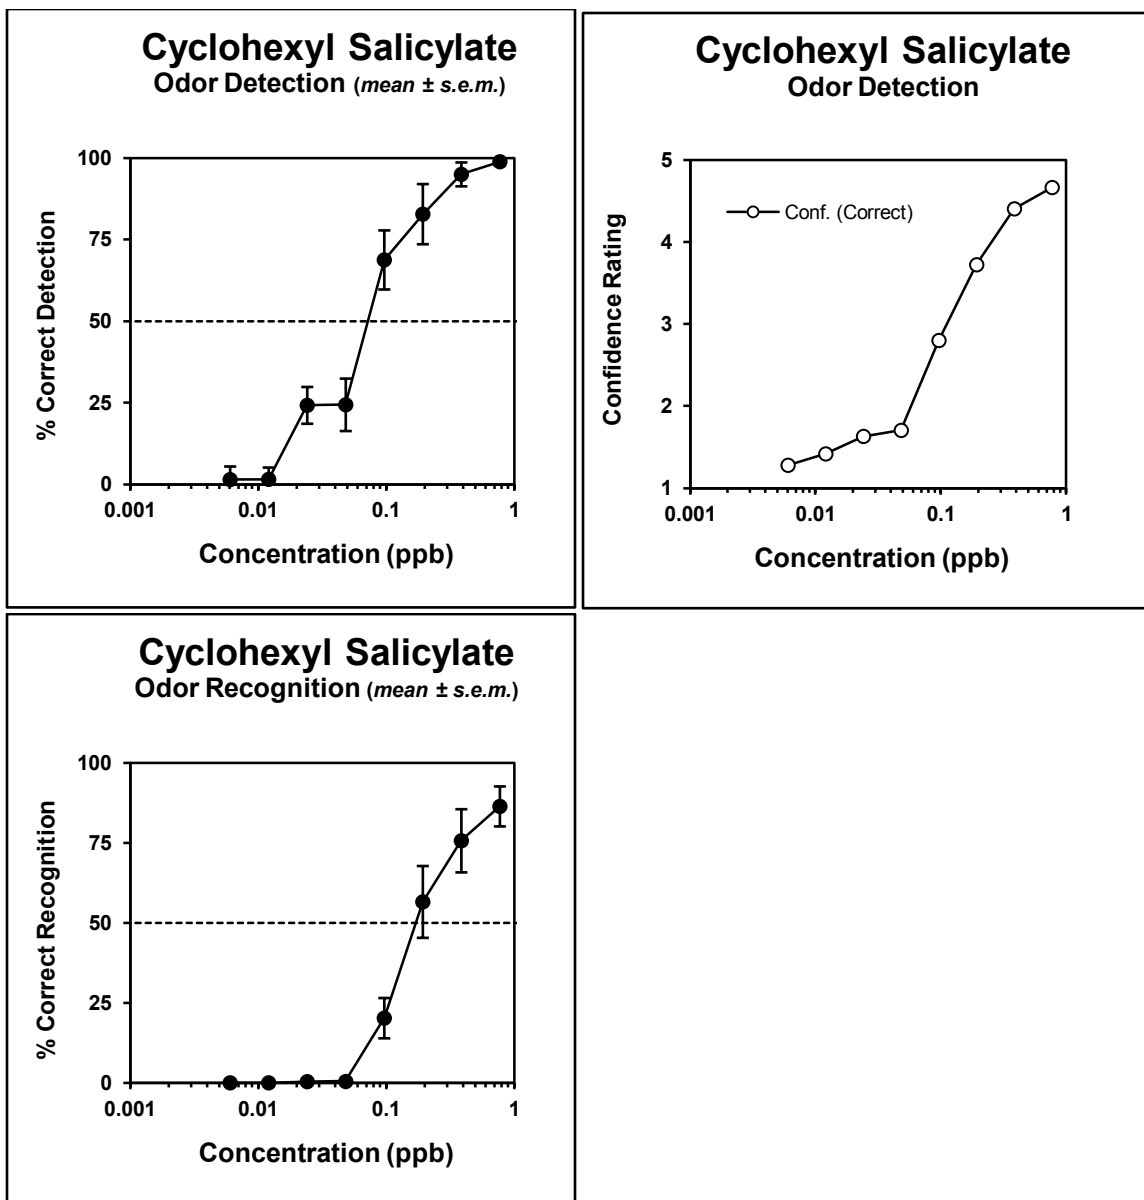 Cyclohexyl Salicylate
Odor Detection (mean ± s.e.m.)
100
75
50
25
0
% Correct Detection
0.001 0.01 0.1 1
Concentration (ppb)
Cyclohexyl Salicylate
Odor Detection
5
4
3
2
1
Confidence Rating
Conf. (Correct)
0.001 0.01 0.1 1
Concentration (ppb)
Cyclohexyl Salicylate
Odor Recognition (mean ± s.e.m.)
100
75
50
25
0
% Correct Recognition
0.001 0.01 0.1 1
Concentration (ppb)